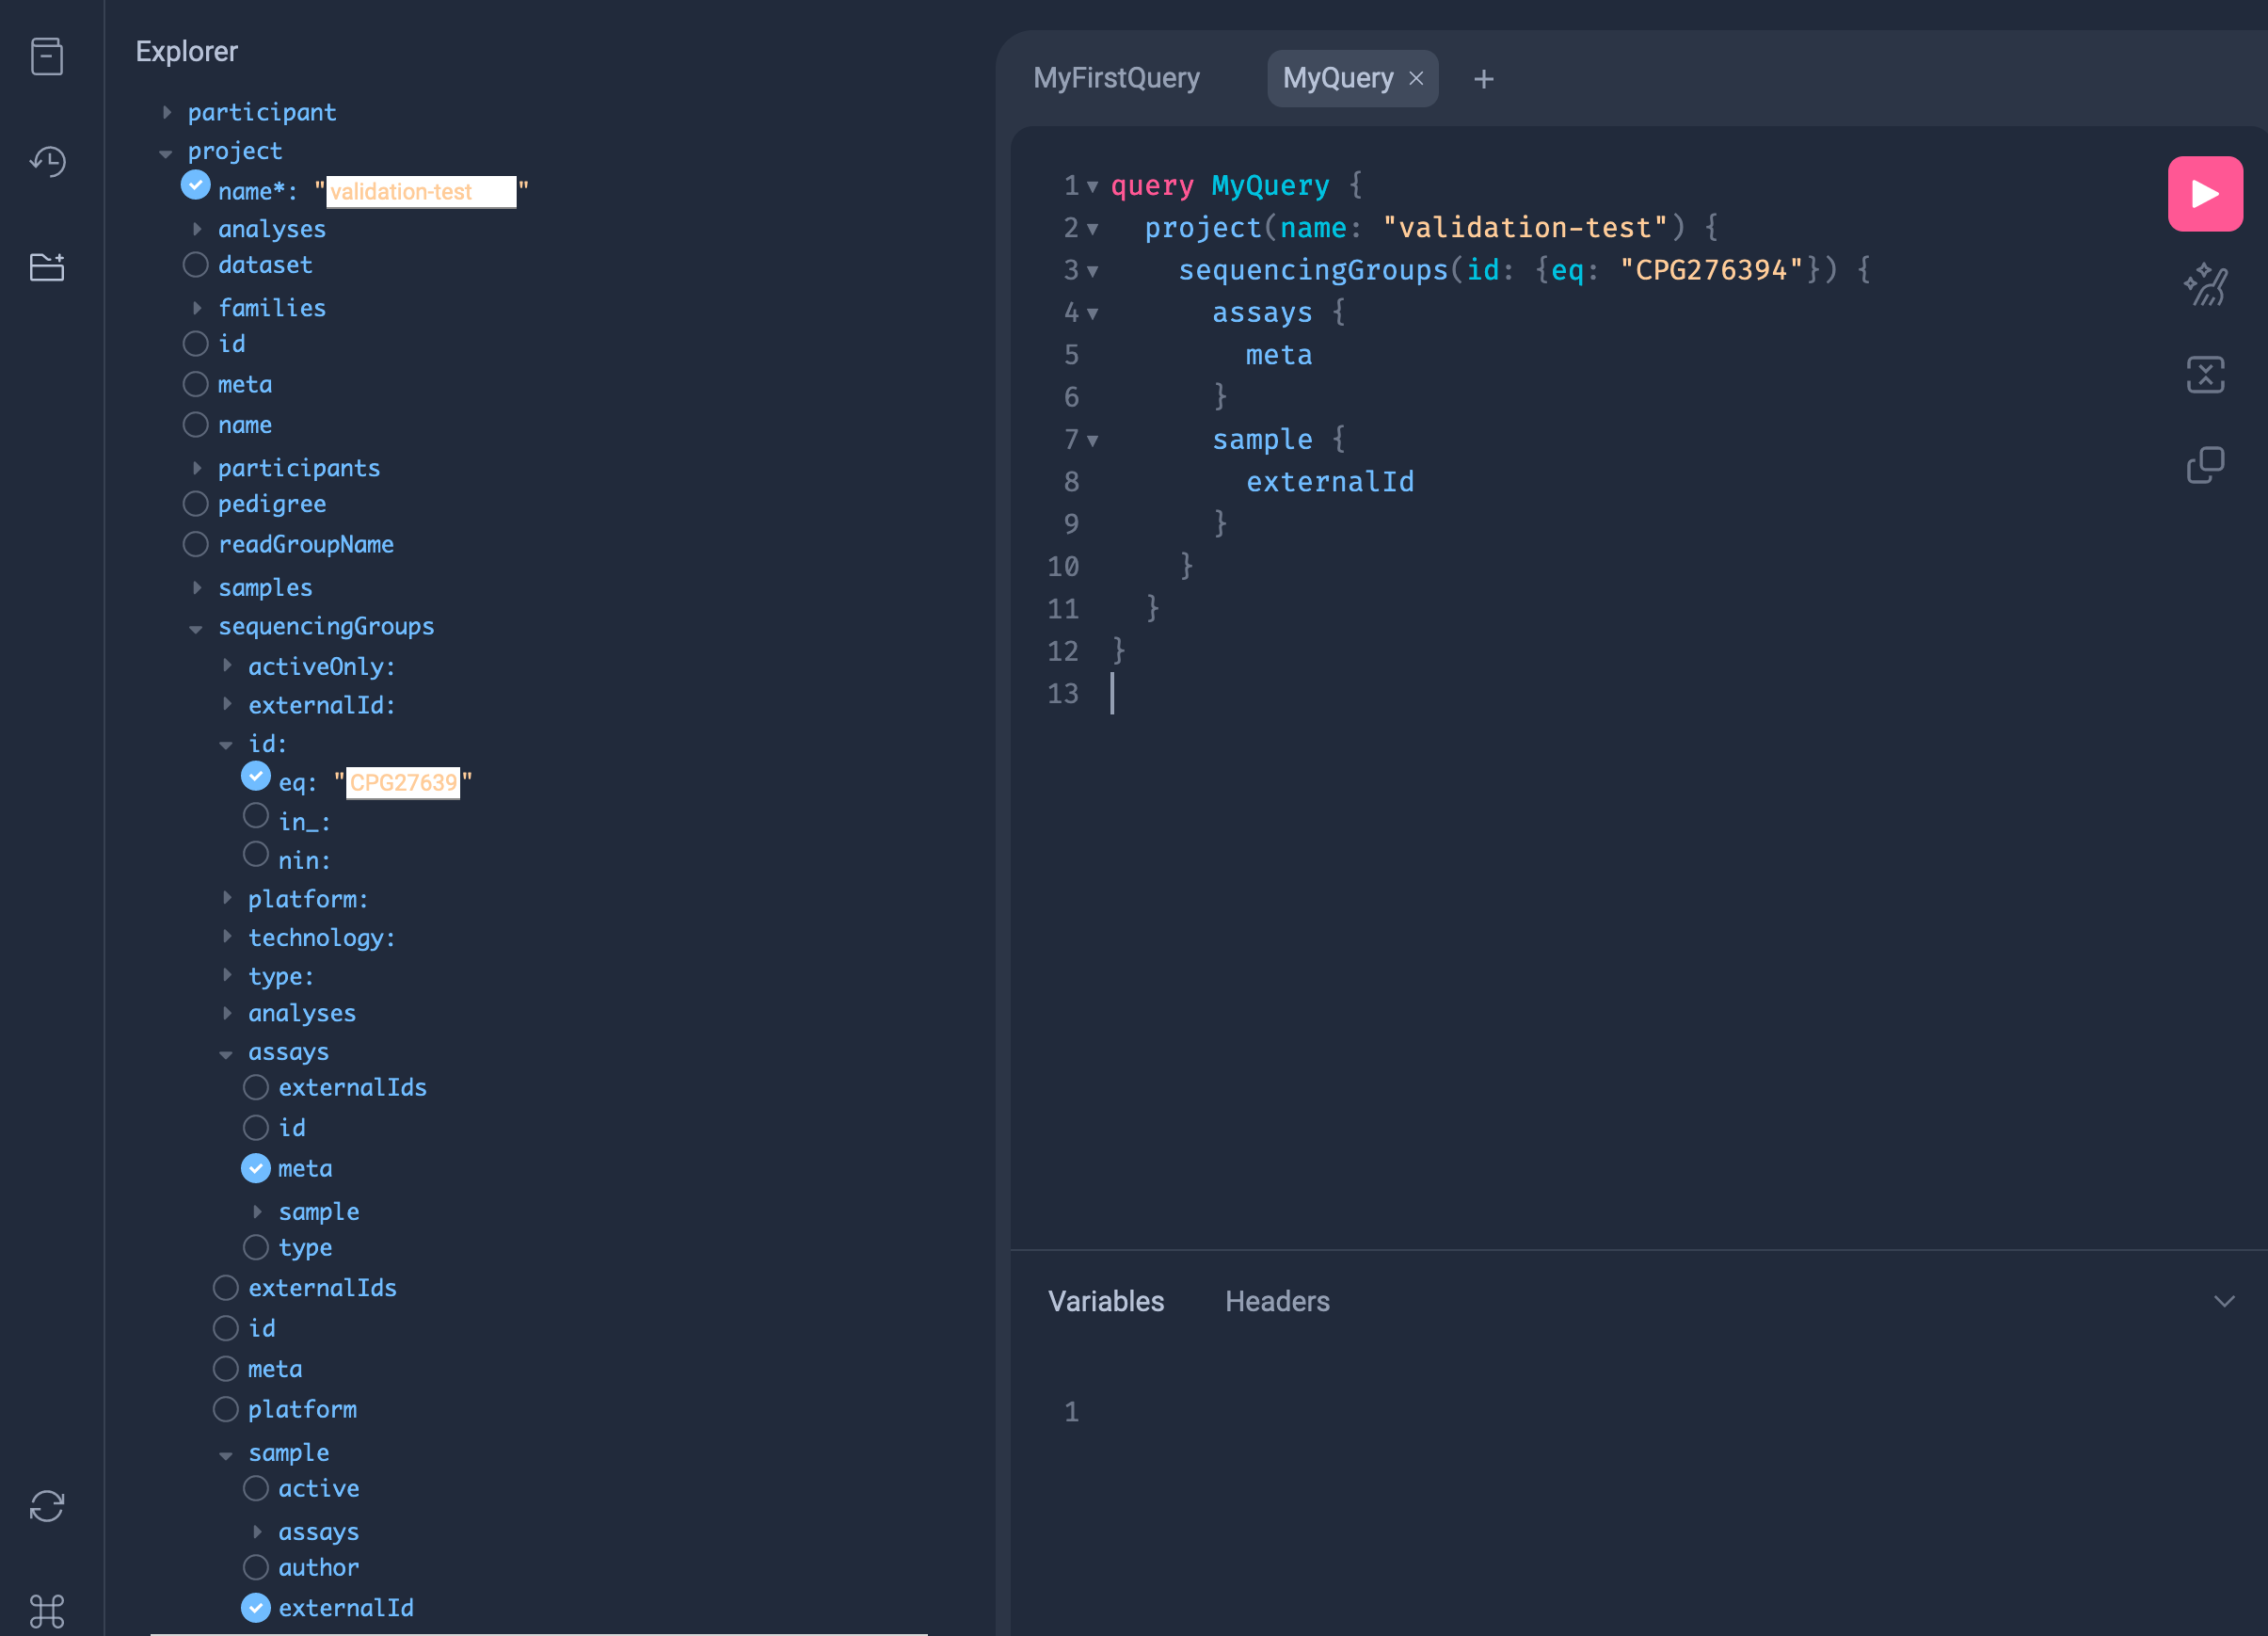 Explorer
participant
project
name*: "validation-test"
analyses
dataset
families
id
meta
name
participants
pedigree
readGroupName
samples
sequencingGroups
activeOnly:
externalId:
id:
eq: "CPG27639"
in_:
nin:
platform:
technology:
type:
analyses
assays
externalIds
id
meta
sample
type
externalIds
id
meta
platform
sample
active
assays
author
externalId
MyFirstQuery MyQuery × +
1 query MyQuery {
2 project(name: "validation-test") {
3 sequencingGroups(id: {eq: "CPG276394"}) {
4 assays {
5 meta
6 }
7 sample {
8 externalId
9 }
10 }
11 }
12 }
13
Variables Headers
1